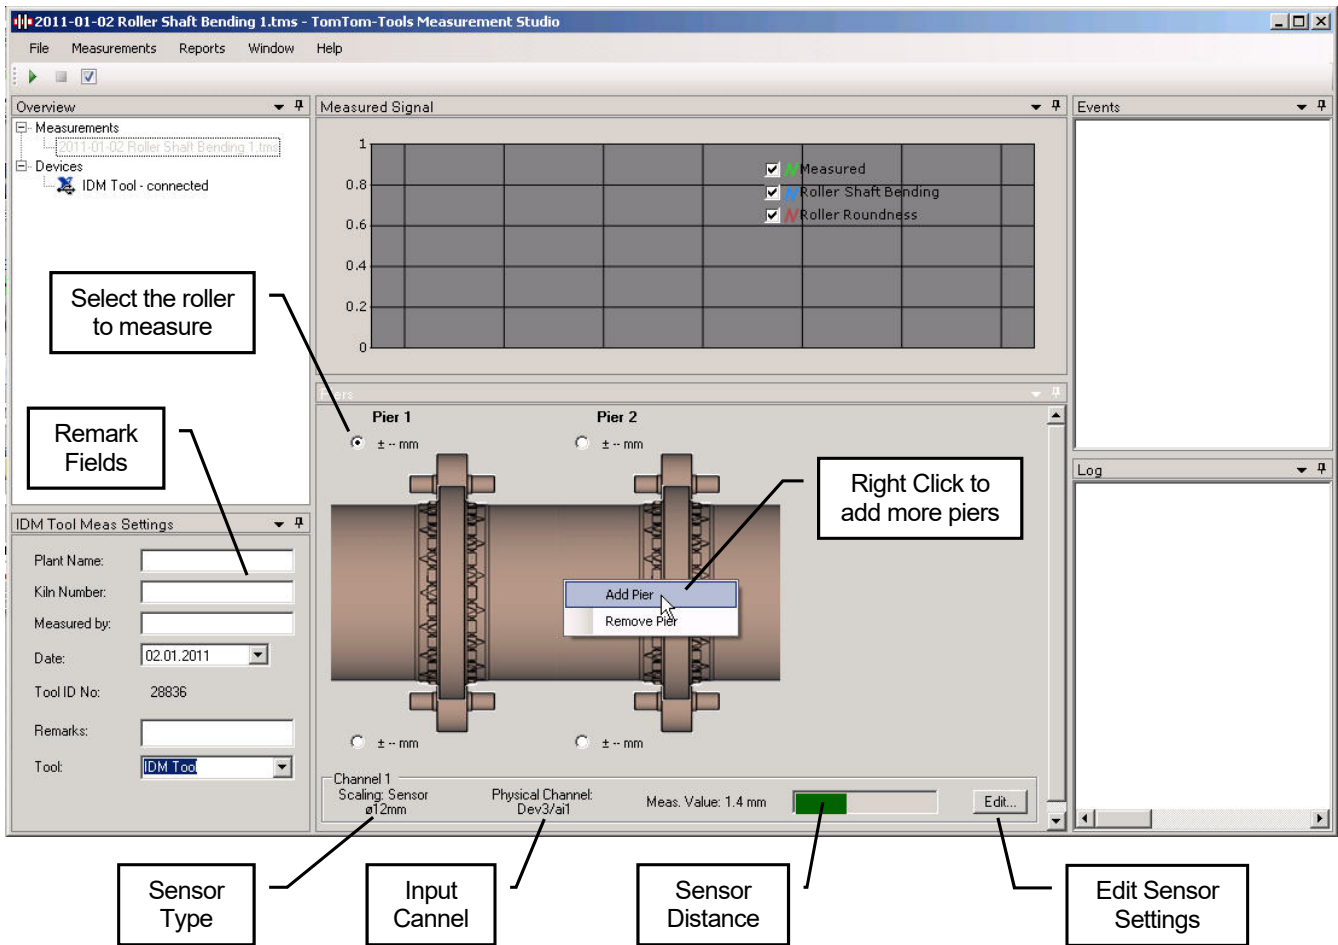 2011-01-02 Roller Shaft Bending 1.tms - TomTom-Tools Measurement Studio
File Measurements Reports Window Help
Overview
Measurements
2011-01-02 Roller Shaft Bending 1.tms
Devices
IDM Tool - connected
Measured Signal
1
0.8
0.6
0.4
0.2
0
Measured
Roller Shaft Bending
Roller Roundness
Events
Select the roller
to measure
Remark
Fields
Piers
Pier 1
Pier 2
± -- mm
± -- mm
Right Click to
add more piers
Add Pier
Remove Pier
± -- mm
± -- mm
Log
IDM Tool Meas Settings
Plant Name:
Kiln Number:
Measured by:
Date: 02.01.2011
Tool ID No: 28836
Remarks:
Tool: IDM Tool
Channel 1
Scaling: Sensor
ø12mm
Physical Channel:
Dev3/ai1
Meas. Value: 1.4 mm
Edit...
Sensor
Type
Input
Cannel
Sensor
Distance
Edit Sensor
Settings